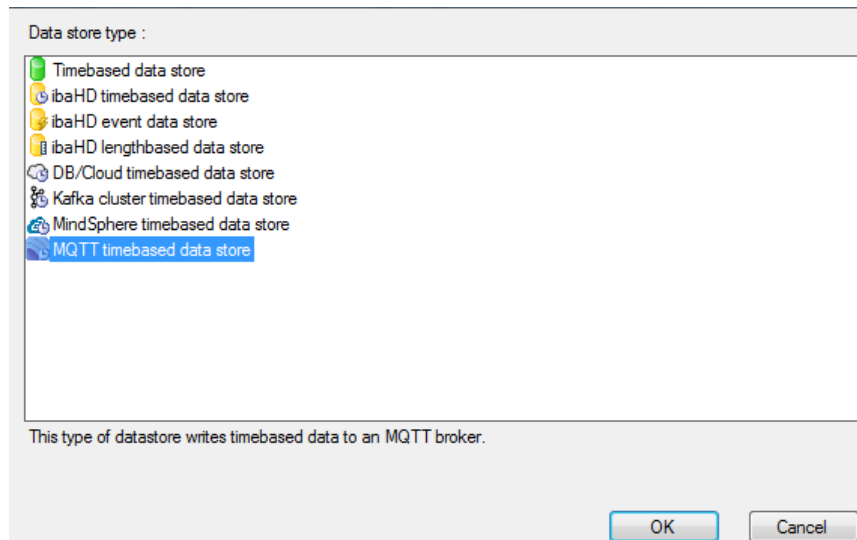 Data store type :
Timebased data store
ibaHD timebased data store
ibaHD event data store
ibaHD lengthbased data store
DB/Cloud timebased data store
Kafka cluster timebased data store
MindSphere timebased data store
MQTT timebased data store
This type of datastore writes timebased data to an MQTT broker.
OK Cancel